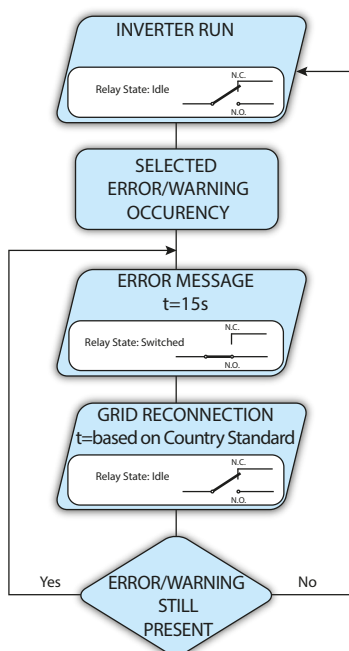 INVERTER RUN
N.C.
Relay State: Idle
N.O.
SELECTED
ERROR/WARNING
OCCURENCY
ERROR MESSAGE
t=15s
N.C.
Relay State: Switched
N.O.
GRID RECONNECTION
t=based on Country Standard
N.C.
Relay State: Idle
N.O.
Yes
No
ERROR/WARNING
STILL
PRESENT